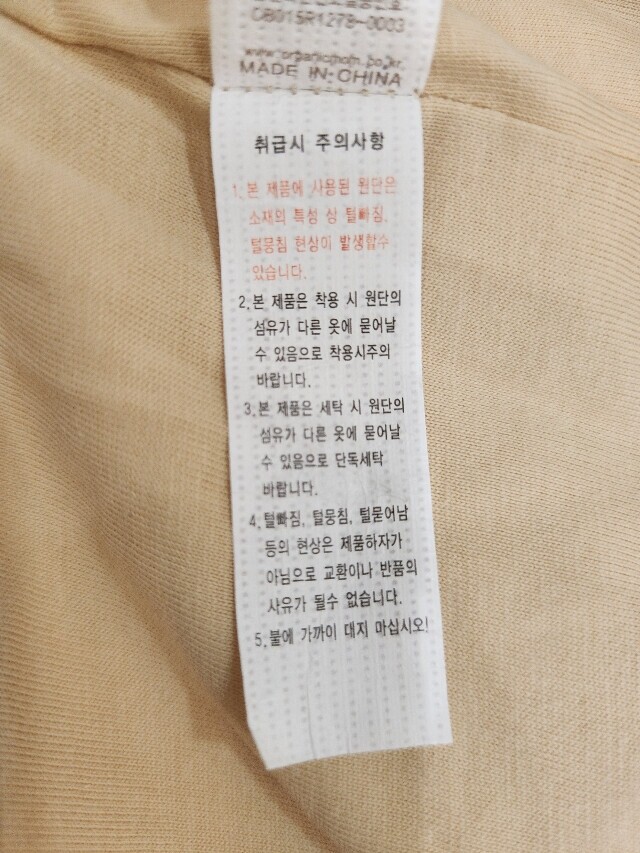 CB015R1278-0003
www.organicmom.co.kr
MADE IN CHINA
취급시 주의사항
1. 본 제품에 사용된 원단은
소재의 특성 상 털빠짐,
털뭉침 현상이 발생할수
있습니다.
2. 본 제품은 착용 시 원단의
섬유가 다른 옷에 묻어날
수 있음으로 착용시주의
바랍니다.
3. 본 제품은 세탁 시 원단의
섬유가 다른 옷에 묻어날
수 있음으로 단독세탁
바랍니다.
4. 털빠짐, 털뭉침, 털묻어남
등의 현상은 제품하자가
아님으로 교환이나 반품의
사유가 될수 없습니다.
5. 불에 가까이 대지 마십시오!